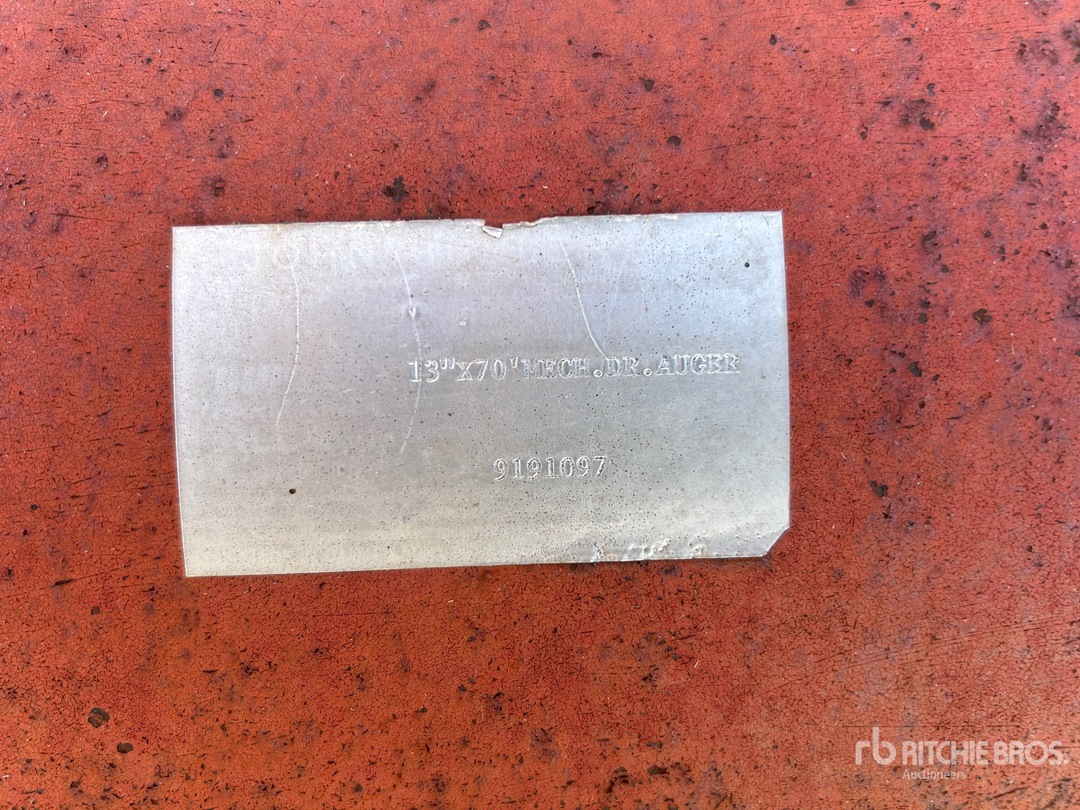 13"X70'MECH.DR.AUGER
9191097
rb RITCHIE BROS.
Auctioneers